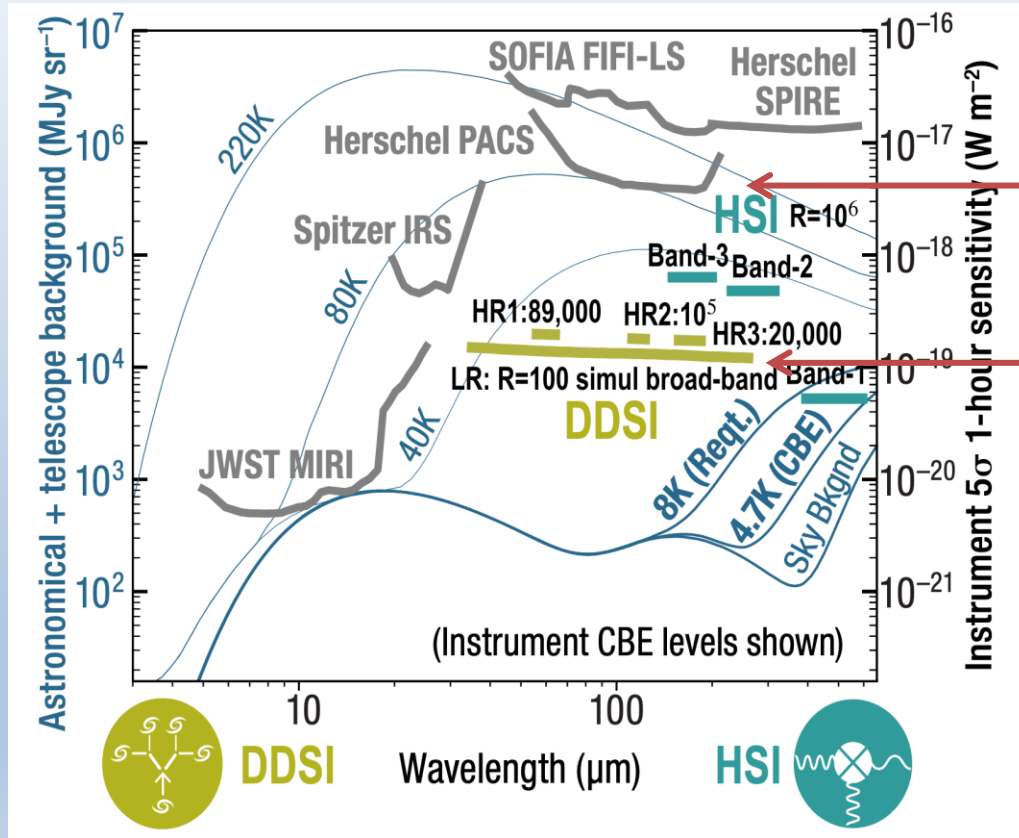 Astronomical + telescope background (MJy sr⁻¹)
10⁷
10⁶
10⁵
10⁴
10³
10²
10⁻¹⁶
10⁻¹⁷
10⁻¹⁸
10⁻¹⁹
10⁻²⁰
10⁻²¹
Instrument 5σ 1-hour sensitivity (W m⁻²)
SOFIA FIFI-LS
Herschel
SPIRE
220K
Herschel PACS
HSI R=10⁶
Spitzer IRS
Band-3
Band-2
80K
HR1:89,000
HR2:10⁵
HR3:20,000
LR: R=100 simul broad-band
Band-1
DDSI
40K
JWST MIRI
8K (Reqt.)
4.7K (CBE)
Sky Bkgnd
(Instrument CBE levels shown)
10
100
DDSI
Wavelength (μm)
HSI